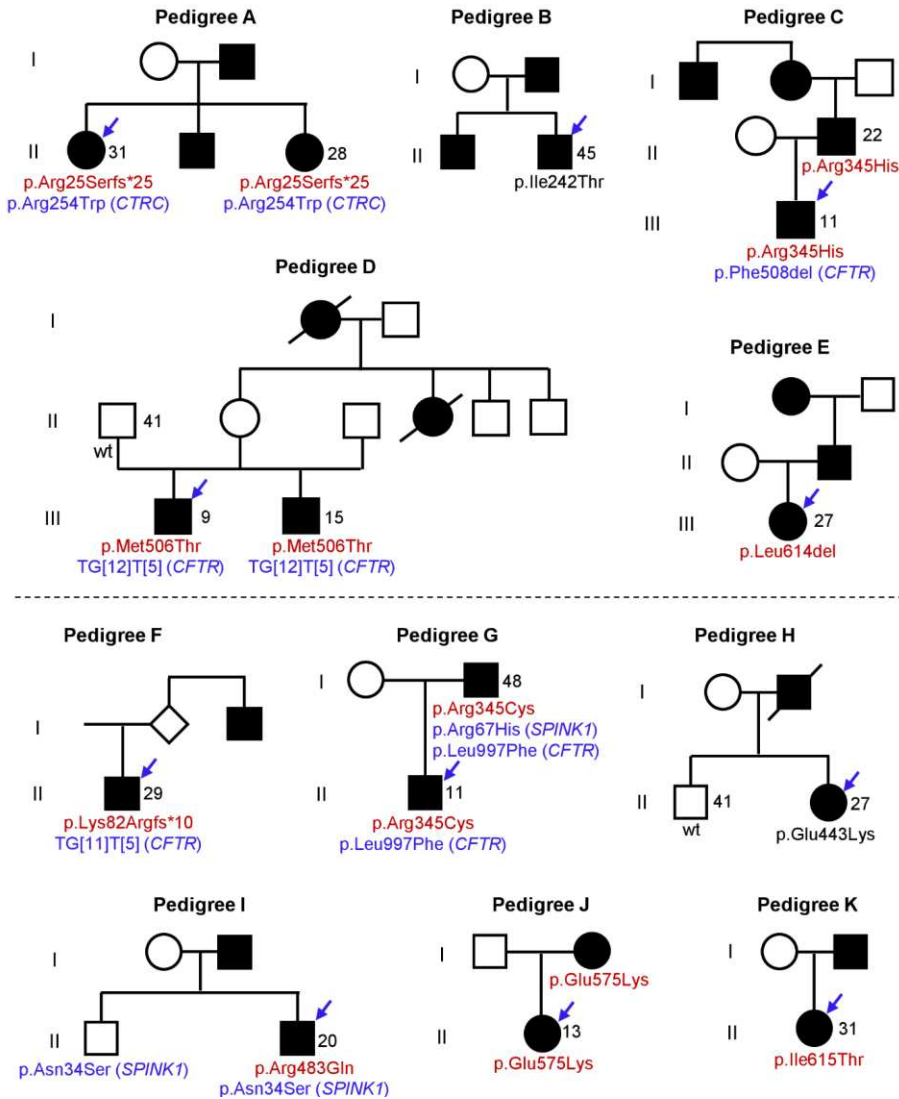 Pedigree A
Pedigree B
Pedigree C
I
II
31
28
p.Arg25Serfs*25
p.Arg254Trp (CTRC)
p.Arg25Serfs*25
p.Arg254Trp (CTRC)
I
II
45
p.Ile242Thr
I
II
22
p.Arg345His
III
11
p.Arg345His
p.Phe508del (CFTR)
Pedigree D
I
II
41
wt
III
9
15
p.Met506Thr
TG[12]T[5] (CFTR)
p.Met506Thr
TG[12]T[5] (CFTR)
Pedigree E
I
II
III
27
p.Leu614del
Pedigree F
I
II
29
p.Lys82Argfs*10
TG[11]T[5] (CFTR)
Pedigree G
I
48
p.Arg345Cys
p.Arg67His (SPINK1)
p.Leu997Phe (CFTR)
II
11
p.Arg345Cys
p.Leu997Phe (CFTR)
Pedigree H
I
II
41
wt
27
p.Glu443Lys
Pedigree I
I
II
20
p.Asn34Ser (SPINK1)
p.Arg483Gln
p.Asn34Ser (SPINK1)
Pedigree J
I
p.Glu575Lys
II
13
p.Glu575Lys
Pedigree K
I
II
31
p.Ile615Thr